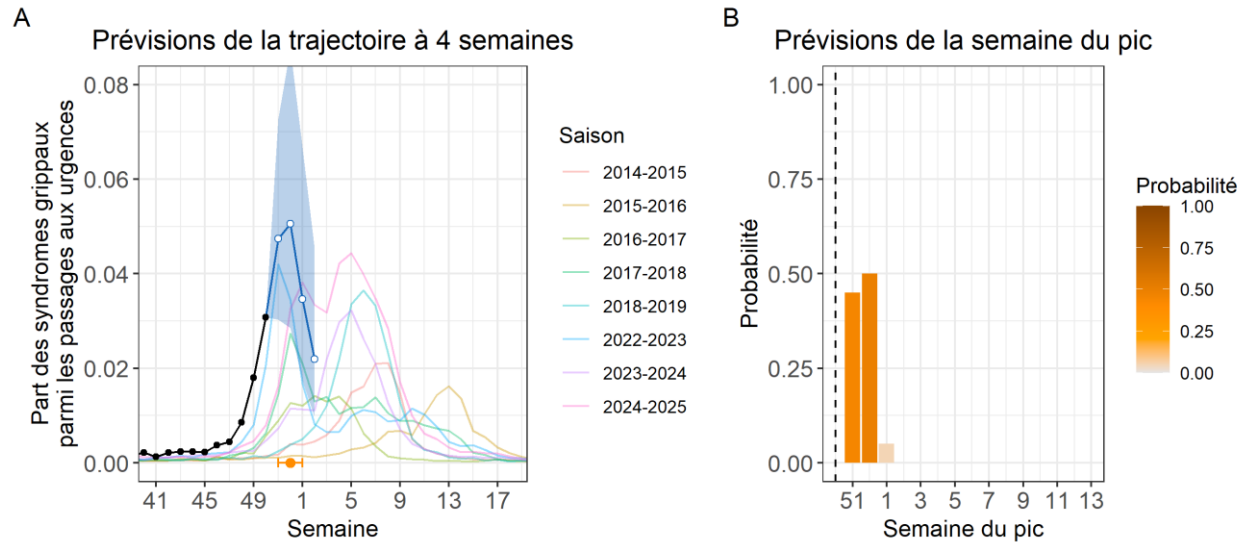 A
Prévisions de la trajectoire à 4 semaines
Part des syndromes grippaux
parmi les passages aux urgences
0.08
0.06
0.04
0.02
0.00
41 45 49 1 5 9 13 17
Semaine
Saison
2014-2015
2015-2016
2016-2017
2017-2018
2018-2019
2022-2023
2023-2024
2024-2025
B
Prévisions de la semaine du pic
Probabilité
1.00
0.75
0.50
0.25
0.00
51 1 3 5 7 9 11 13
Semaine du pic
Probabilité
1.00
0.75
0.50
0.25
0.00